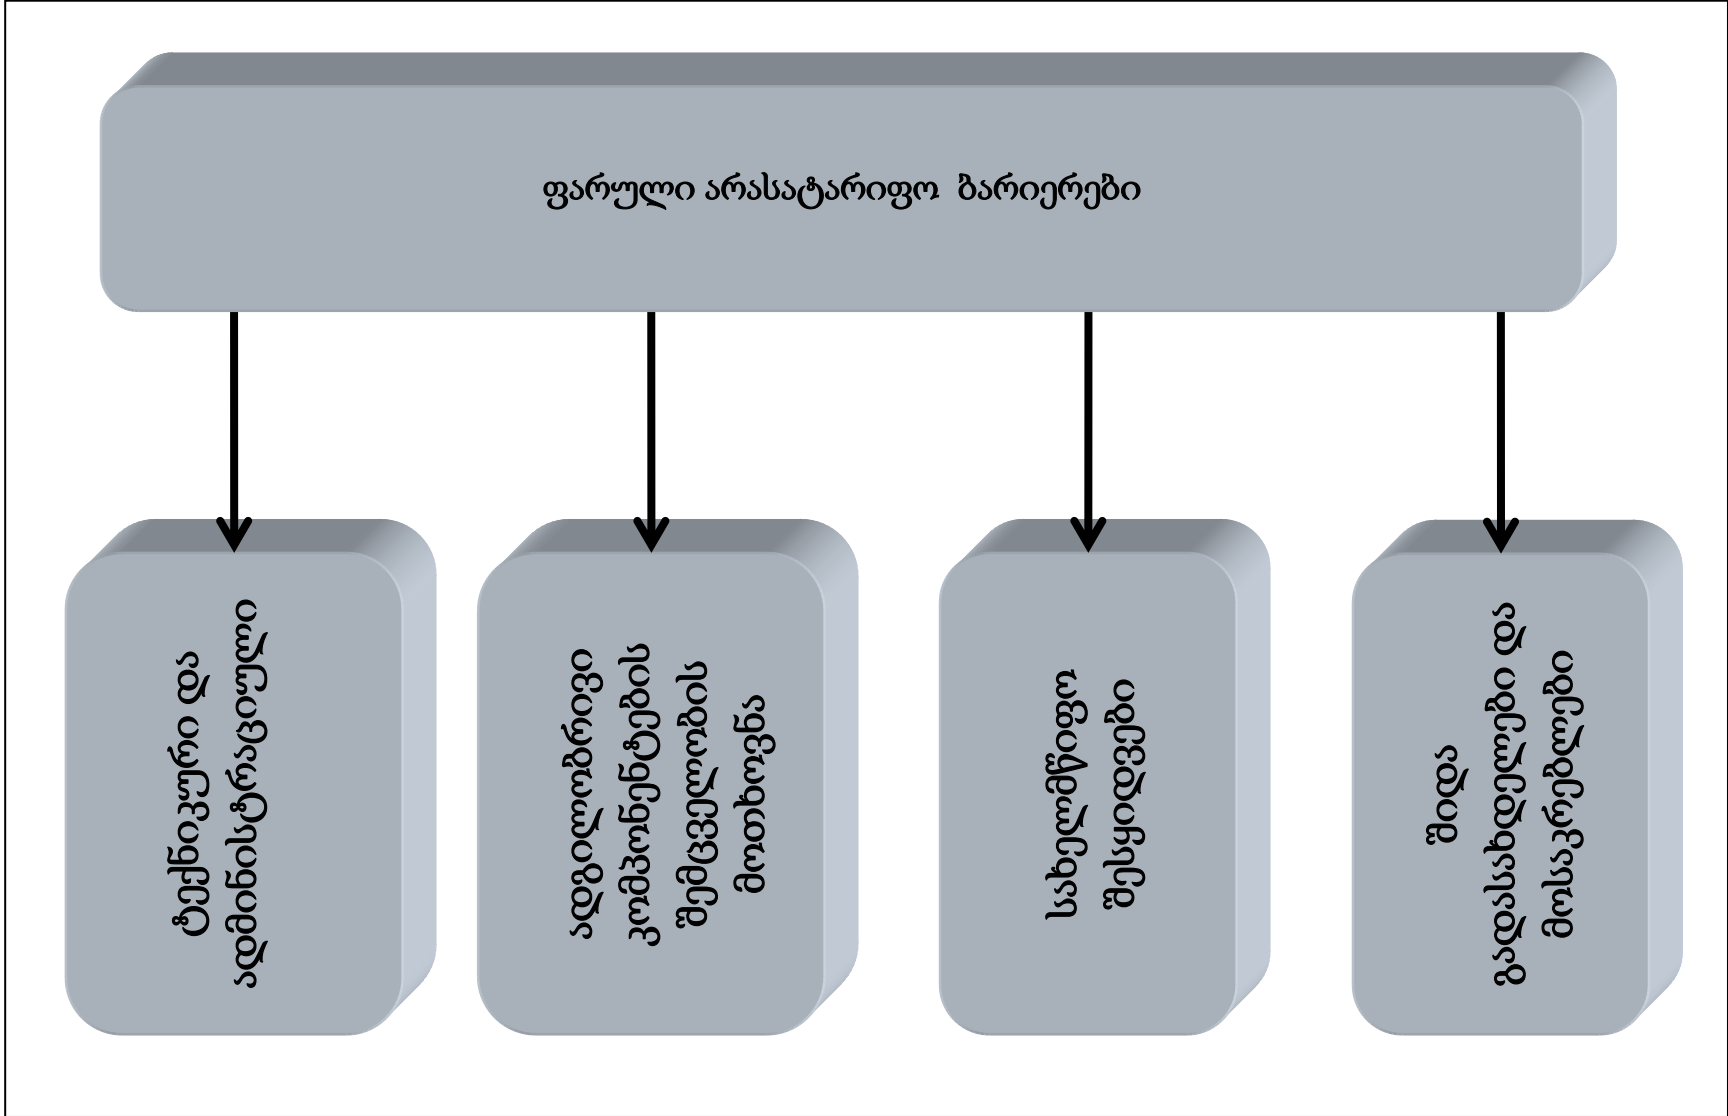 ფარული არასატარიფო ბარიერები
ტექნიკური და
ადმინისტრაციული
ადგილობრივი
კომპონენტების
შემცველობის
მოთხოვნა
სახელმწიფო
შესყიდვები
შიდა
გადასახდელები და
მოსაკრებლები